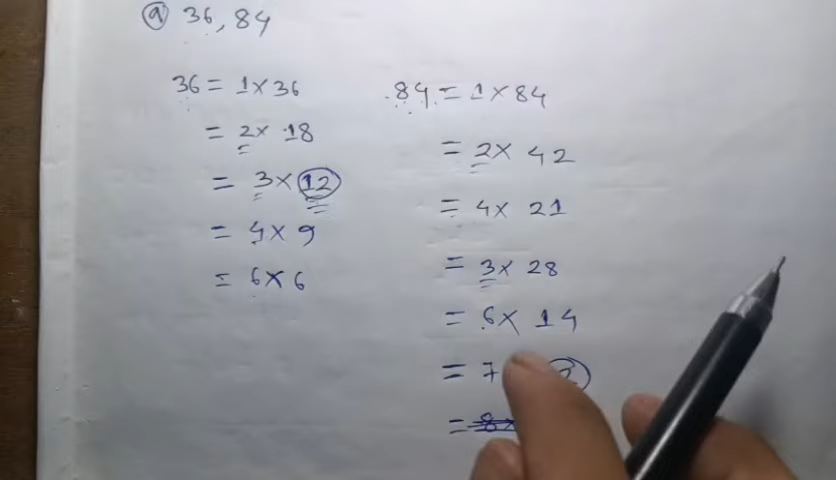 a 36, 84
36 = 1 × 36
= 2 × 18
= 3 × 12
= 4 × 9
= 6 × 6
84 = 1 × 84
= 2 × 42
= 4 × 21
= 3 × 28
= 6 × 14
= 7
=